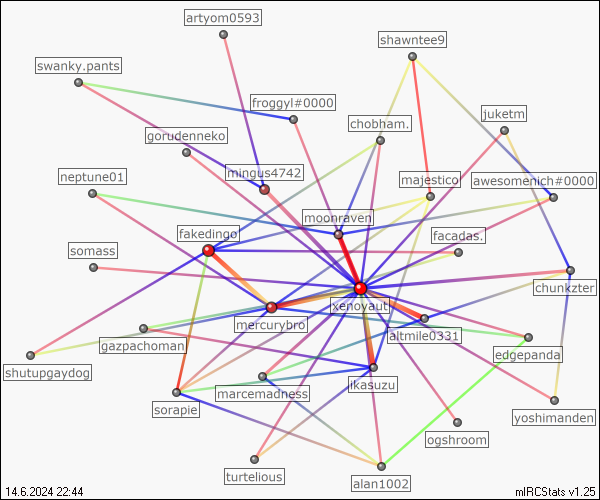 artyom0593
shawntee9
swanky.pants
froggyl#0000
juketm
chobham.
gorudenneko
neptune01
mingus4742
majestico
awesomenich#0000
moonraven
fakedingo
somass
facadas.
chunkzter
xenoyaut
mercurybro
altmile0331
gazpachoman
edgepanda
shutupgaydog
ikasuzu
marcemadness
sorapie
yoshimanden
ogshroom
turtelious
alan1002
14.6.2024 22:44
mIRCStats v1.25